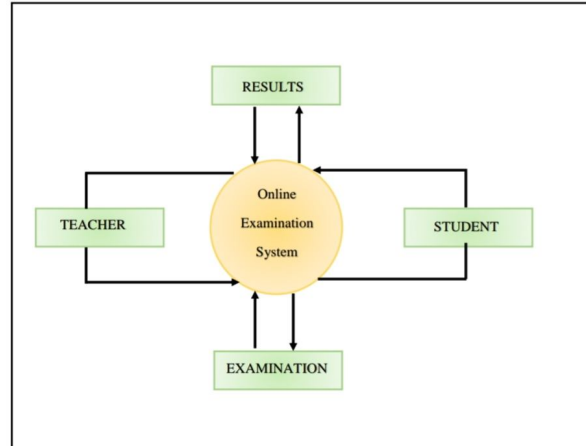 RESULTS
TEACHER
Online
Examination
System
STUDENT
EXAMINATION